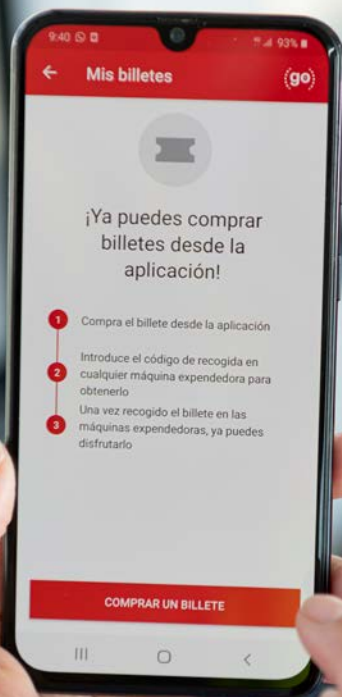 9:40 93%
Mis billetes (go)
¡Ya puedes comprar
billetes desde la
aplicación!
1 Compra el billete desde la aplicación
Introduce el código de recogida en
2 cualquier máquina expendedora para
obtenerlo
Una vez recogido el billete en las
3 máquinas expendedoras, ya puedes
disfrutarlo
COMPRAR UN BILLETE